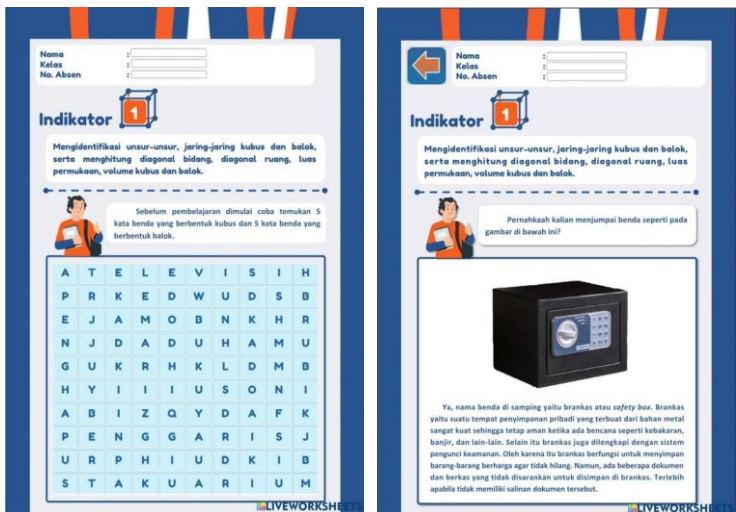 Nama :
Kelas :
No. Absen :
Indikator 1
Mengidentifikasi unsur-unsur, jaring-jaring kubus dan balok,
serta menghitung diagonal bidang, diagonal ruang, luas
permukaan, volume kubus dan balok.
Sebelum pembelajaran dimulai coba temukan 5
kata benda yang berbentuk kubus dan 5 kata benda yang
berbentuk balok.
A T E L E V I S I H
P R K E D W U D S B
E J A M O B N K H R
N J D A D U H A M U
G U K R H K L D M B
H Y I I I U S O N I
A B I Z Q Y D A F K
P E N G G A R I S J
U R P H I U D K I B
S T A K U A R I U M
LIVEWORKSHEETS
Nama :
Kelas :
No. Absen :
Indikator 1
Mengidentifikasi unsur-unsur, jaring-jaring kubus dan balok,
serta menghitung diagonal bidang, diagonal ruang, luas
permukaan, volume kubus dan balok.
Pernahkaah kalian menjumpai benda seperti pada
gambar di bawah ini?
Ya, nama benda di samping yaitu brankas atau safety box. Brankas
yaitu suatu tempat penyimpanan pribadi yang terbuat dari bahan metal
sangat kuat sehingga tetap aman ketika ada bencana seperti kebakaran,
banjir, dan lain-lain. Selain itu brankas juga dilengkapi dengan sistem
pengunci keamanan. Oleh karena itu brankas berfungsi untuk menyimpan
barang-barang berharga agar tidak hilang. Namun, ada beberapa dokumen
dan berkas yang tidak disarankan untuk disimpan di brankas. Terlebih
apabila tidak memiliki salinan dokumen tersebut.
LIVEWORKSHEETS